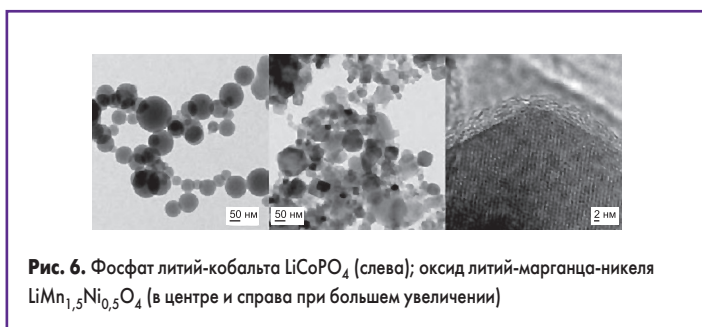 50 нм 50 нм 2 нм
Рис. 6. Фосфат литий-кобальта LiCoPO₄ (слева); оксид литий-марганца-никеля
LiMn₁,₅Ni₀,₅O₄ (в центре и справа при большем увеличении)